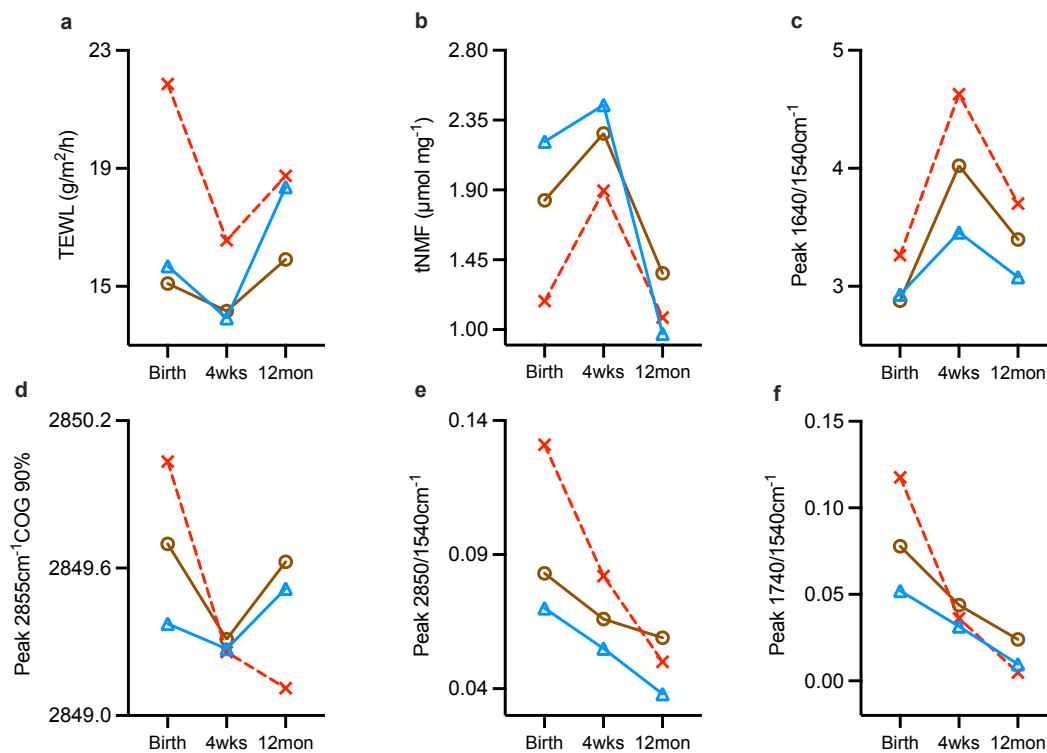 a
TEWL (g/m²/h)
23
19
15
Birth 4wks 12mon
b
tNMF (µmol mg⁻¹)
2.80
2.35
1.90
1.45
1.00
Birth 4wks 12mon
c
Peak 1640/1540cm⁻¹
5
4
3
Birth 4wks 12mon
d
Peak 2855cm⁻¹COG 90%
2850.2
2849.6
2849.0
Birth 4wks 12mon
e
Peak 2850/1540cm⁻¹
0.14
0.09
0.04
Birth 4wks 12mon
f
Peak 1740/1540cm⁻¹
0.15
0.10
0.05
0.00
Birth 4wks 12mon